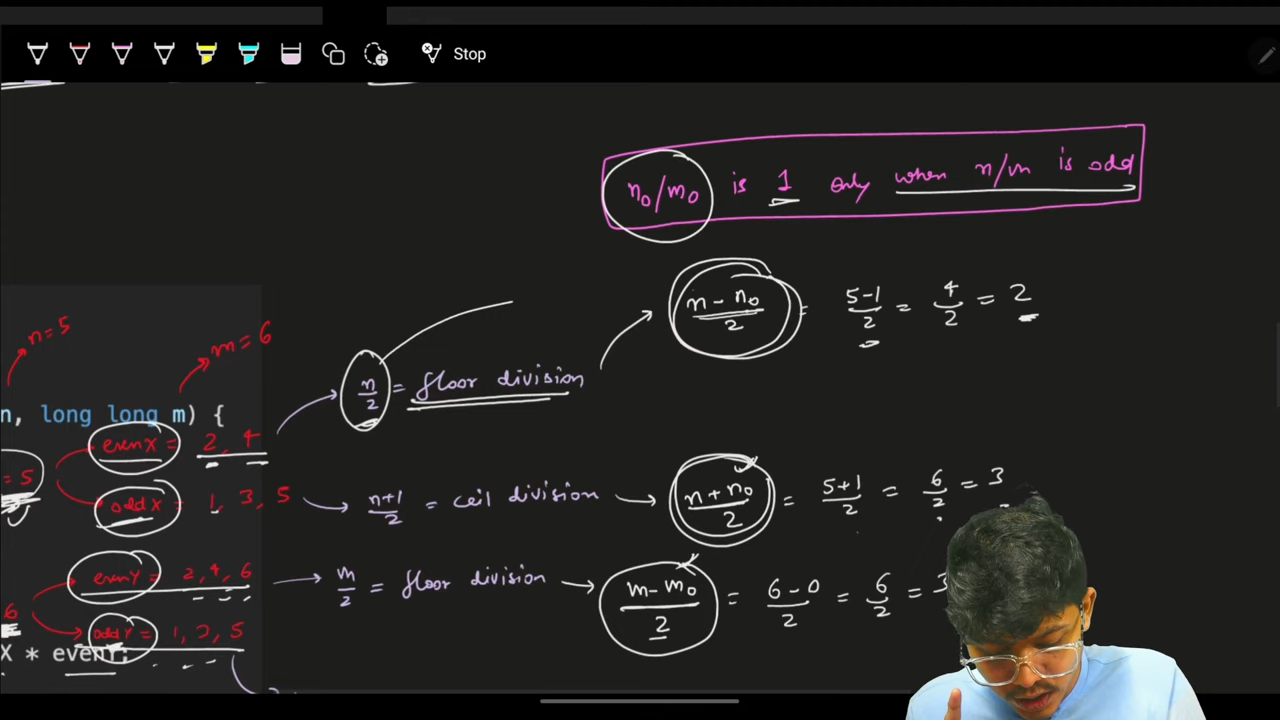 Stop
n₀/m₀ is 1 only when n/m is odd
n - n₀ / 2 = 5-1 / 2 = 4 / 2 = 2
n=5
m=6
n/2 = floor division
n, long long m) {
evenX = 2, 4
= 5
oddX = 1, 3, 5
n+1 / 2 = ceil division
n + n₀ / 2 = 5+1 / 2 = 6 / 2 = 3
evenY = 2, 4, 6
m/2 = floor division
m - m₀ / 2 = 6-0 / 2 = 6 / 2 = 3
6
oddY = 1, 3, 5
X * evenY;